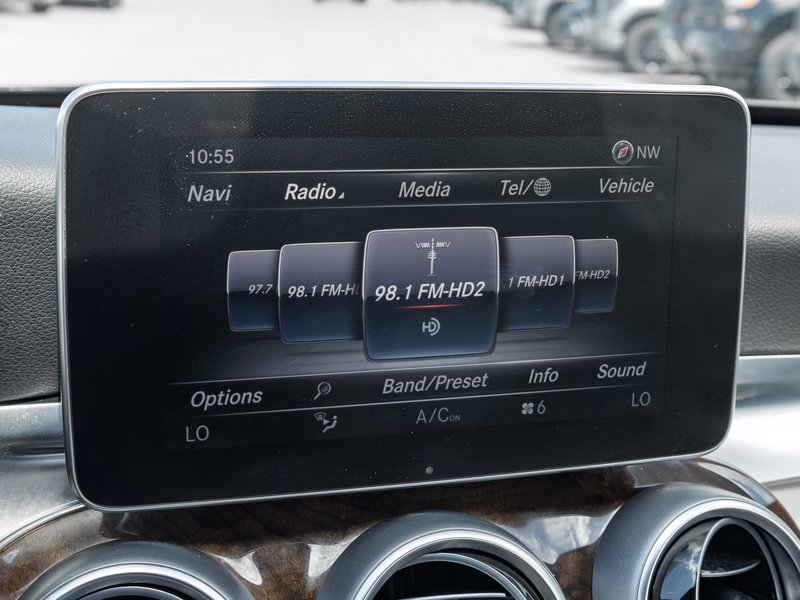 10:55 NW
Navi Radio Media Tel/ Vehicle
97.7 98.1 FM-H 98.1 FM-HD2 1 FM-HD1 FM-HD2
HD
Options Band/Preset Info Sound
LO A/C ON 6 LO